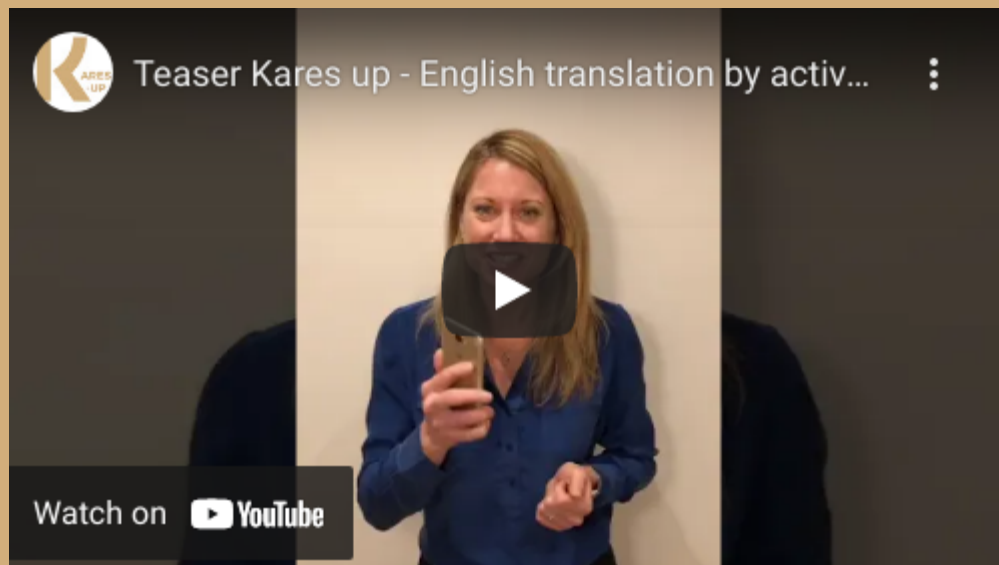 KARES
-UP
Teaser Kares up - English translation by activ...
Watch on YouTube